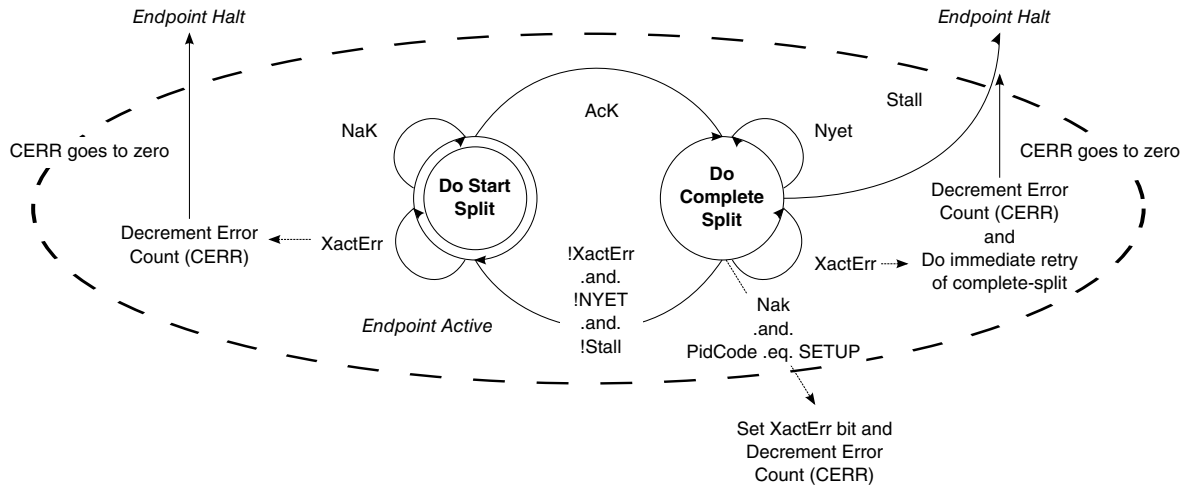 Endpoint Halt
Endpoint Halt
Stall
AcK
NaK
Nyet
CERR goes to zero
CERR goes to zero
Do Start
Split
Do
Complete
Split
Decrement Error
Count (CERR)
XactErr
Decrement Error
Count (CERR)
and
Do immediate retry
of complete-split
XactErr
!XactErr
.and.
!NYET
.and.
!Stall
Endpoint Active
Nak
.and.
PidCode .eq. SETUP
Set XactErr bit and
Decrement Error
Count (CERR)